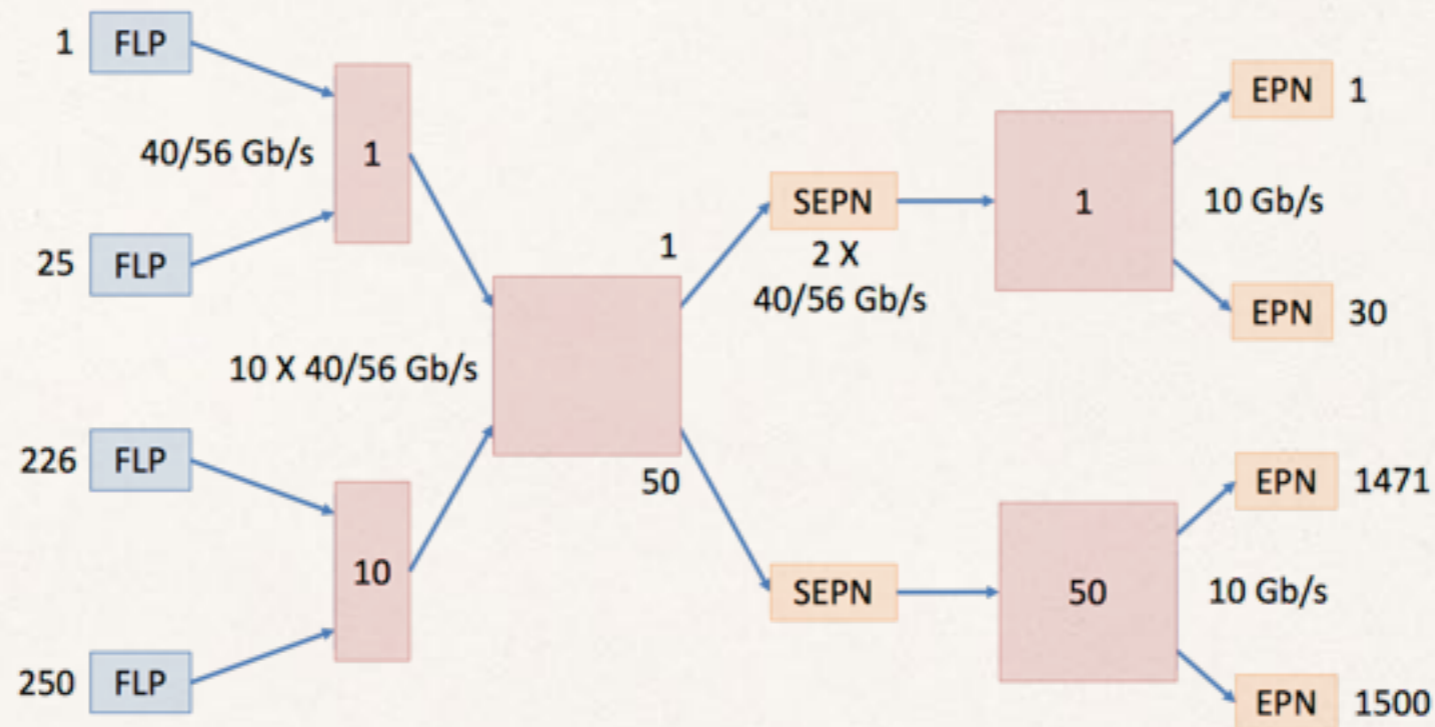 1 FLP
40/56 Gb/s
1
25 FLP
10 X 40/56 Gb/s
226 FLP
10
250 FLP
1
50
SEPN
2 X
40/56 Gb/s
SEPN
1
EPN 1
10 Gb/s
EPN 30
50
EPN 1471
10 Gb/s
EPN 1500